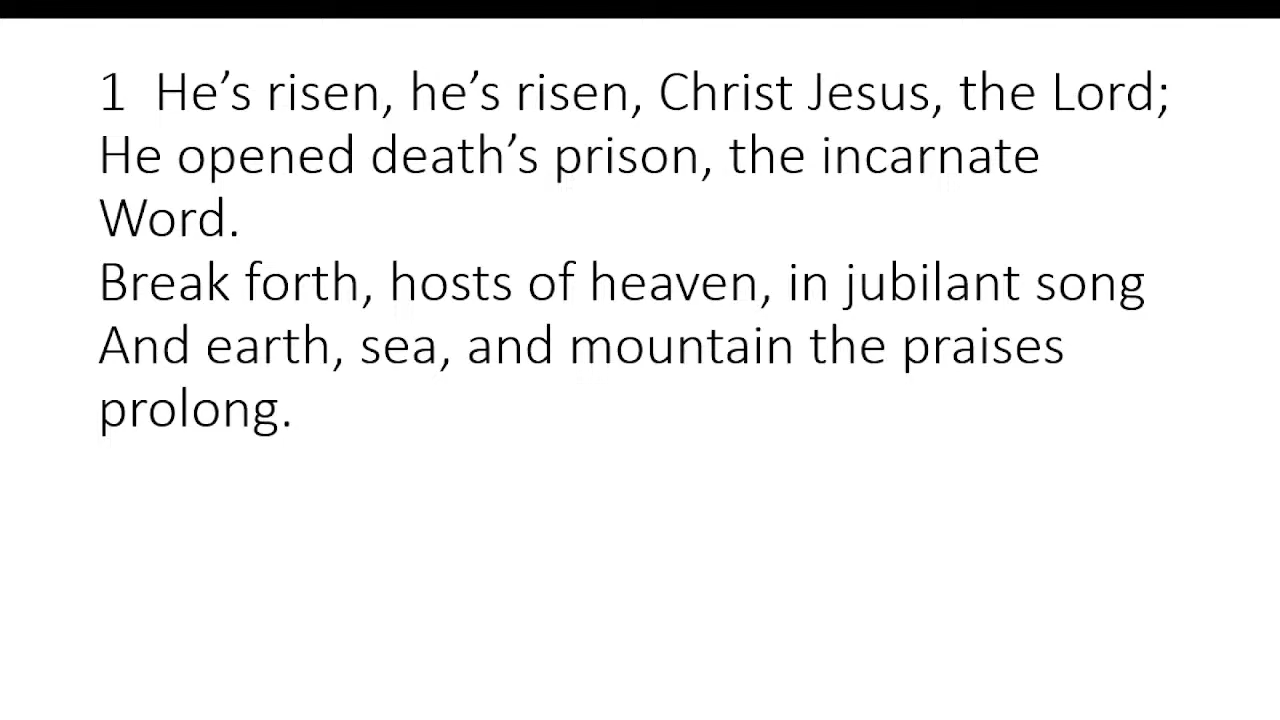 1  He’s risen, he’s risen, Christ Jesus, the Lord;
He opened death’s prison, the incarnate
Word.
Break forth, hosts of heaven, in jubilant song
And earth, sea, and mountain the praises
prolong.